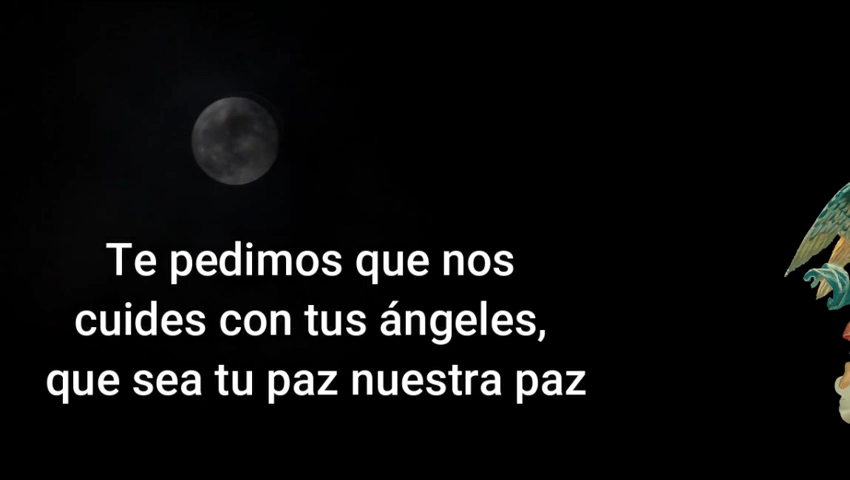 Te pedimos que nos
cuides con tus ángeles,
que sea tu paz nuestra paz